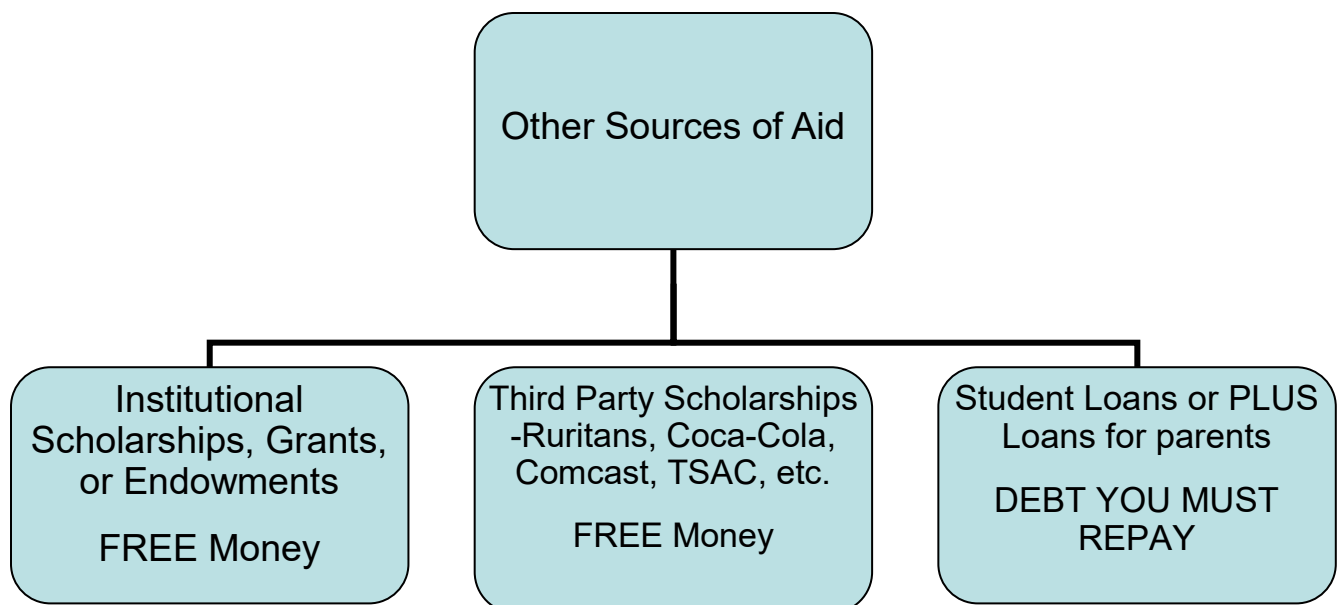 Other Sources of Aid
Institutional
Scholarships, Grants,
or Endowments
FREE Money
Third Party Scholarships
-Ruritans, Coca-Cola,
Comcast, TSAC, etc.
FREE Money
Student Loans or PLUS
Loans for parents
DEBT YOU MUST
REPAY